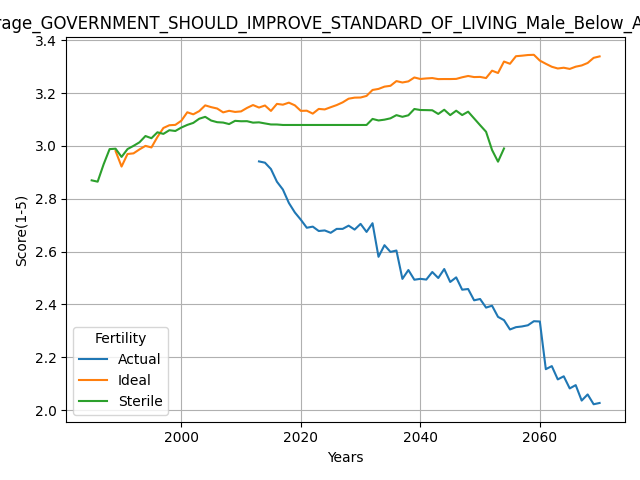 rage_GOVERNMENT_SHOULD_IMPROVE_STANDARD_OF_LIVING_Male_Below_A
3.4
3.2
3.0
2.8
2.6
2.4
2.2
2.0
Score(1-5)
Fertility
Actual
Ideal
Sterile
2000
2020
2040
2060
Years